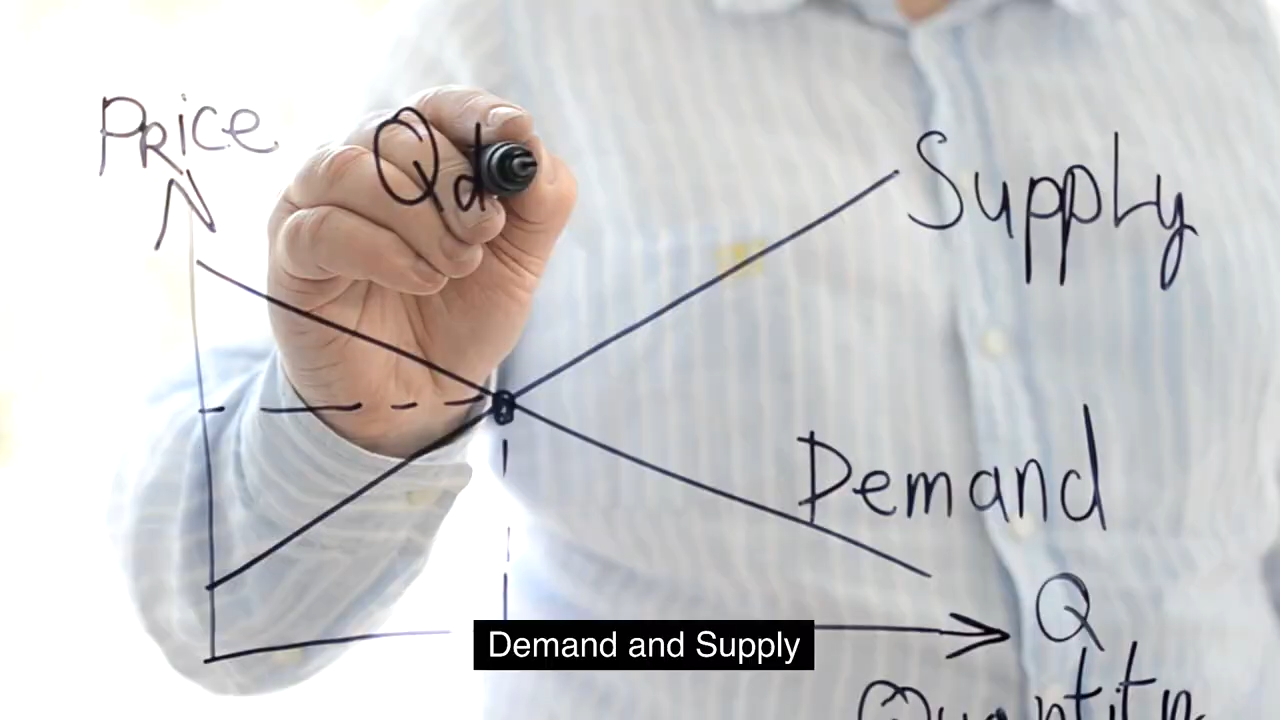 Price
Qd
Supply
Demand
Q
Demand and Supply